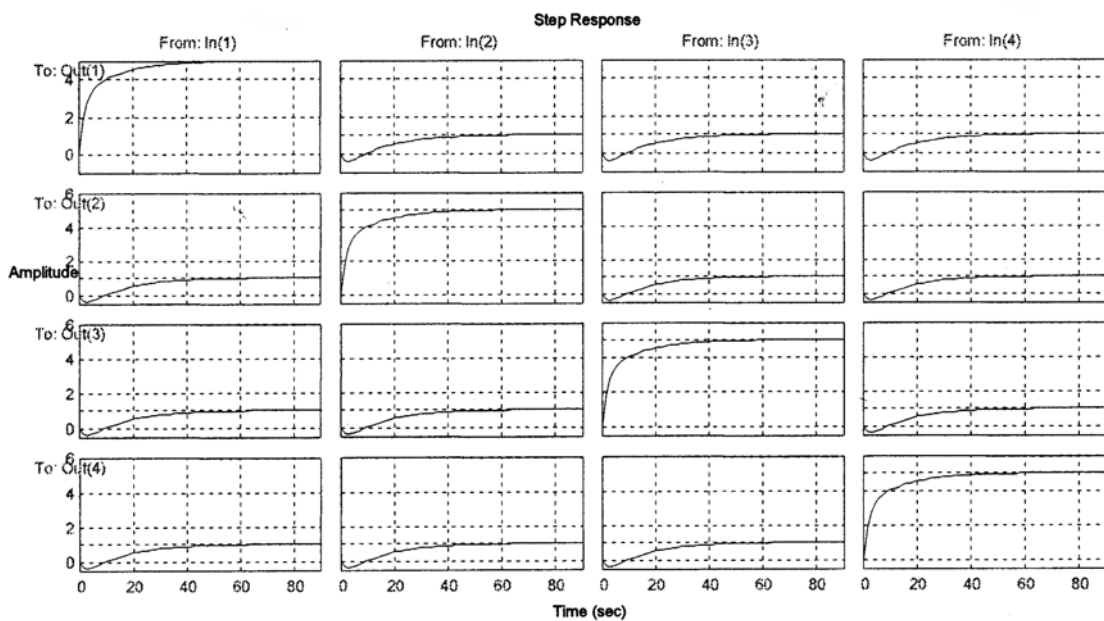 Step Response
From: In(1) From: In(2) From: In(3) From: In(4)
To: Out(1)
4
2
0
6
To: Out(2)
4
2
0
Amplitude
6
To: Out(3)
4
2
0
6
To: Out(4)
4
2
0
0 20 40 60 80 0 20 40 60 80 0 20 40 60 80 0 20 40 60 80
Time (sec)